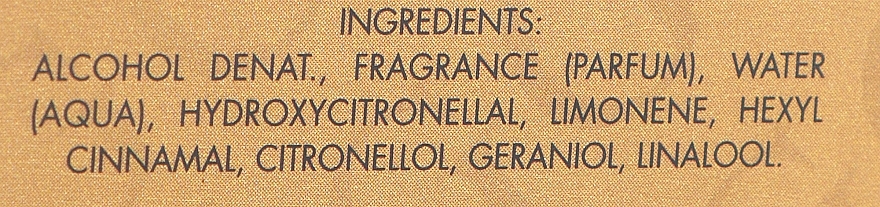 INGREDIENTS:
ALCOHOL DENAT., FRAGRANCE (PARFUM), WATER
(AQUA), HYDROXYCITRONELLAL, LIMONENE, HEXYL
CINNAMAL, CITRONELLOL, GERANIOL, LINALOOL.